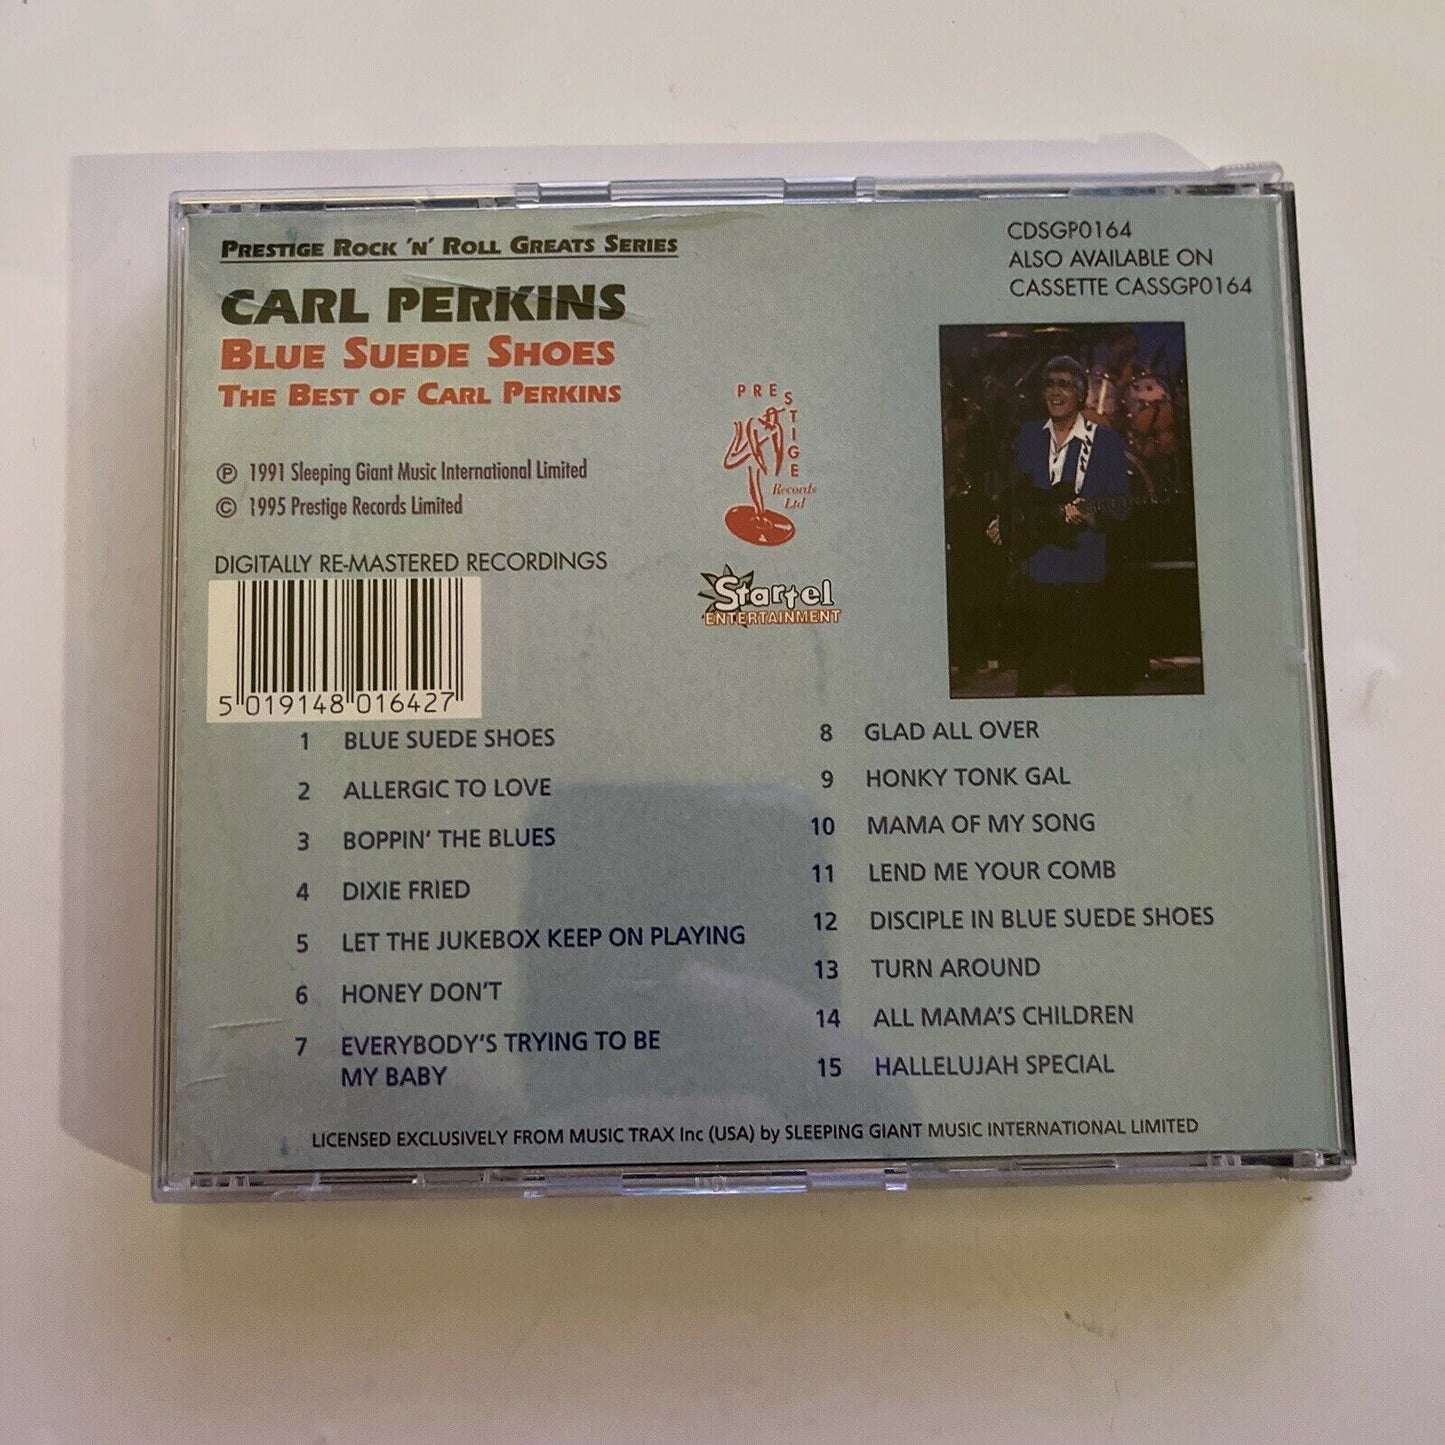 PRESTIGE ROCK 'N' ROLL GREATS SERIES
CARL PERKINS
BLUE SUEDE SHOES
THE BEST OF CARL PERKINS
Ⓟ 1991 Sleeping Giant Music International Limited
© 1995 Prestige Records Limited
DIGITALLY RE-MASTERED RECORDINGS
5 019148 016427
CDSGP0164
ALSO AVAILABLE ON
CASSETTE CASSGP0164
PRESTIGE
Records
Ltd
Startel
ENTERTAINMENT
1 BLUE SUEDE SHOES
2 ALLERGIC TO LOVE
3 BOPPIN' THE BLUES
4 DIXIE FRIED
5 LET THE JUKEBOX KEEP ON PLAYING
6 HONEY DON'T
7 EVERYBODY'S TRYING TO BE
MY BABY
8 GLAD ALL OVER
9 HONKY TONK GAL
10 MAMA OF MY SONG
11 LEND ME YOUR COMB
12 DISCIPLE IN BLUE SUEDE SHOES
13 TURN AROUND
14 ALL MAMA'S CHILDREN
15 HALLELUJAH SPECIAL
LICENSED EXCLUSIVELY FROM MUSIC TRAX Inc (USA) by SLEEPING GIANT MUSIC INTERNATIONAL LIMITED